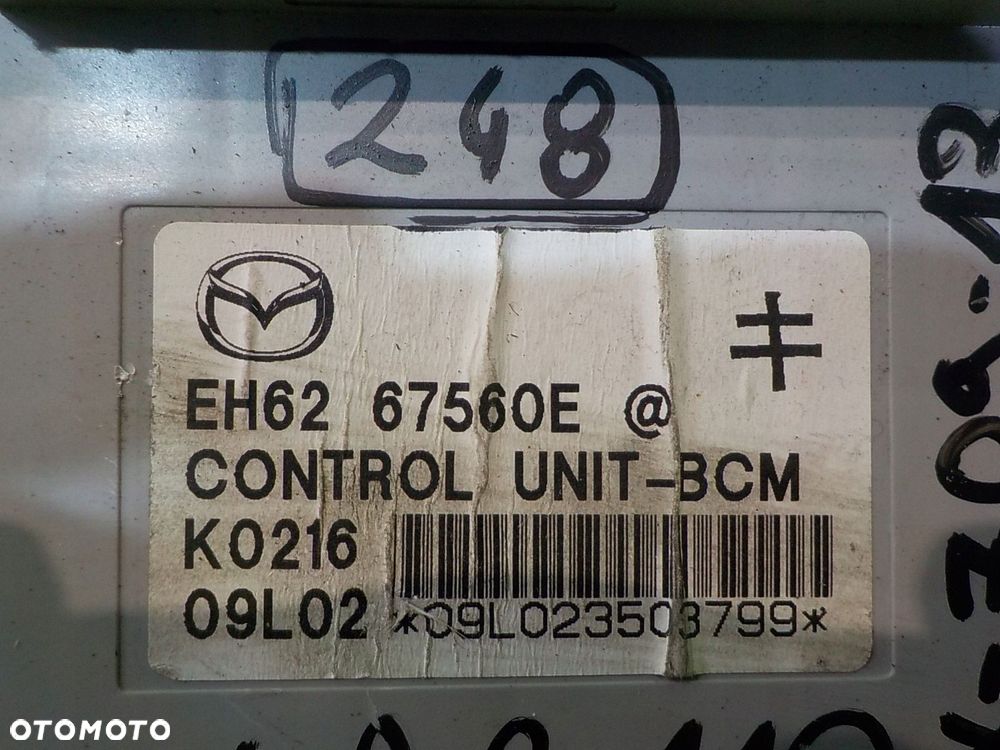 248
EH62 67560E @
CONTROL UNIT-BCM
K0216
09L02 *09L023503799*
OTOMOTO